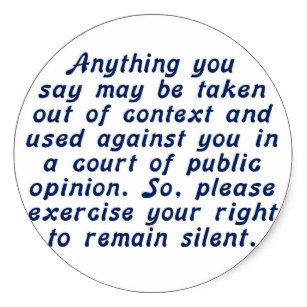 Anything you
say may be taken
out of context and
used against you in
a court of public
opinion. So, please
exercise your right
to remain silent.